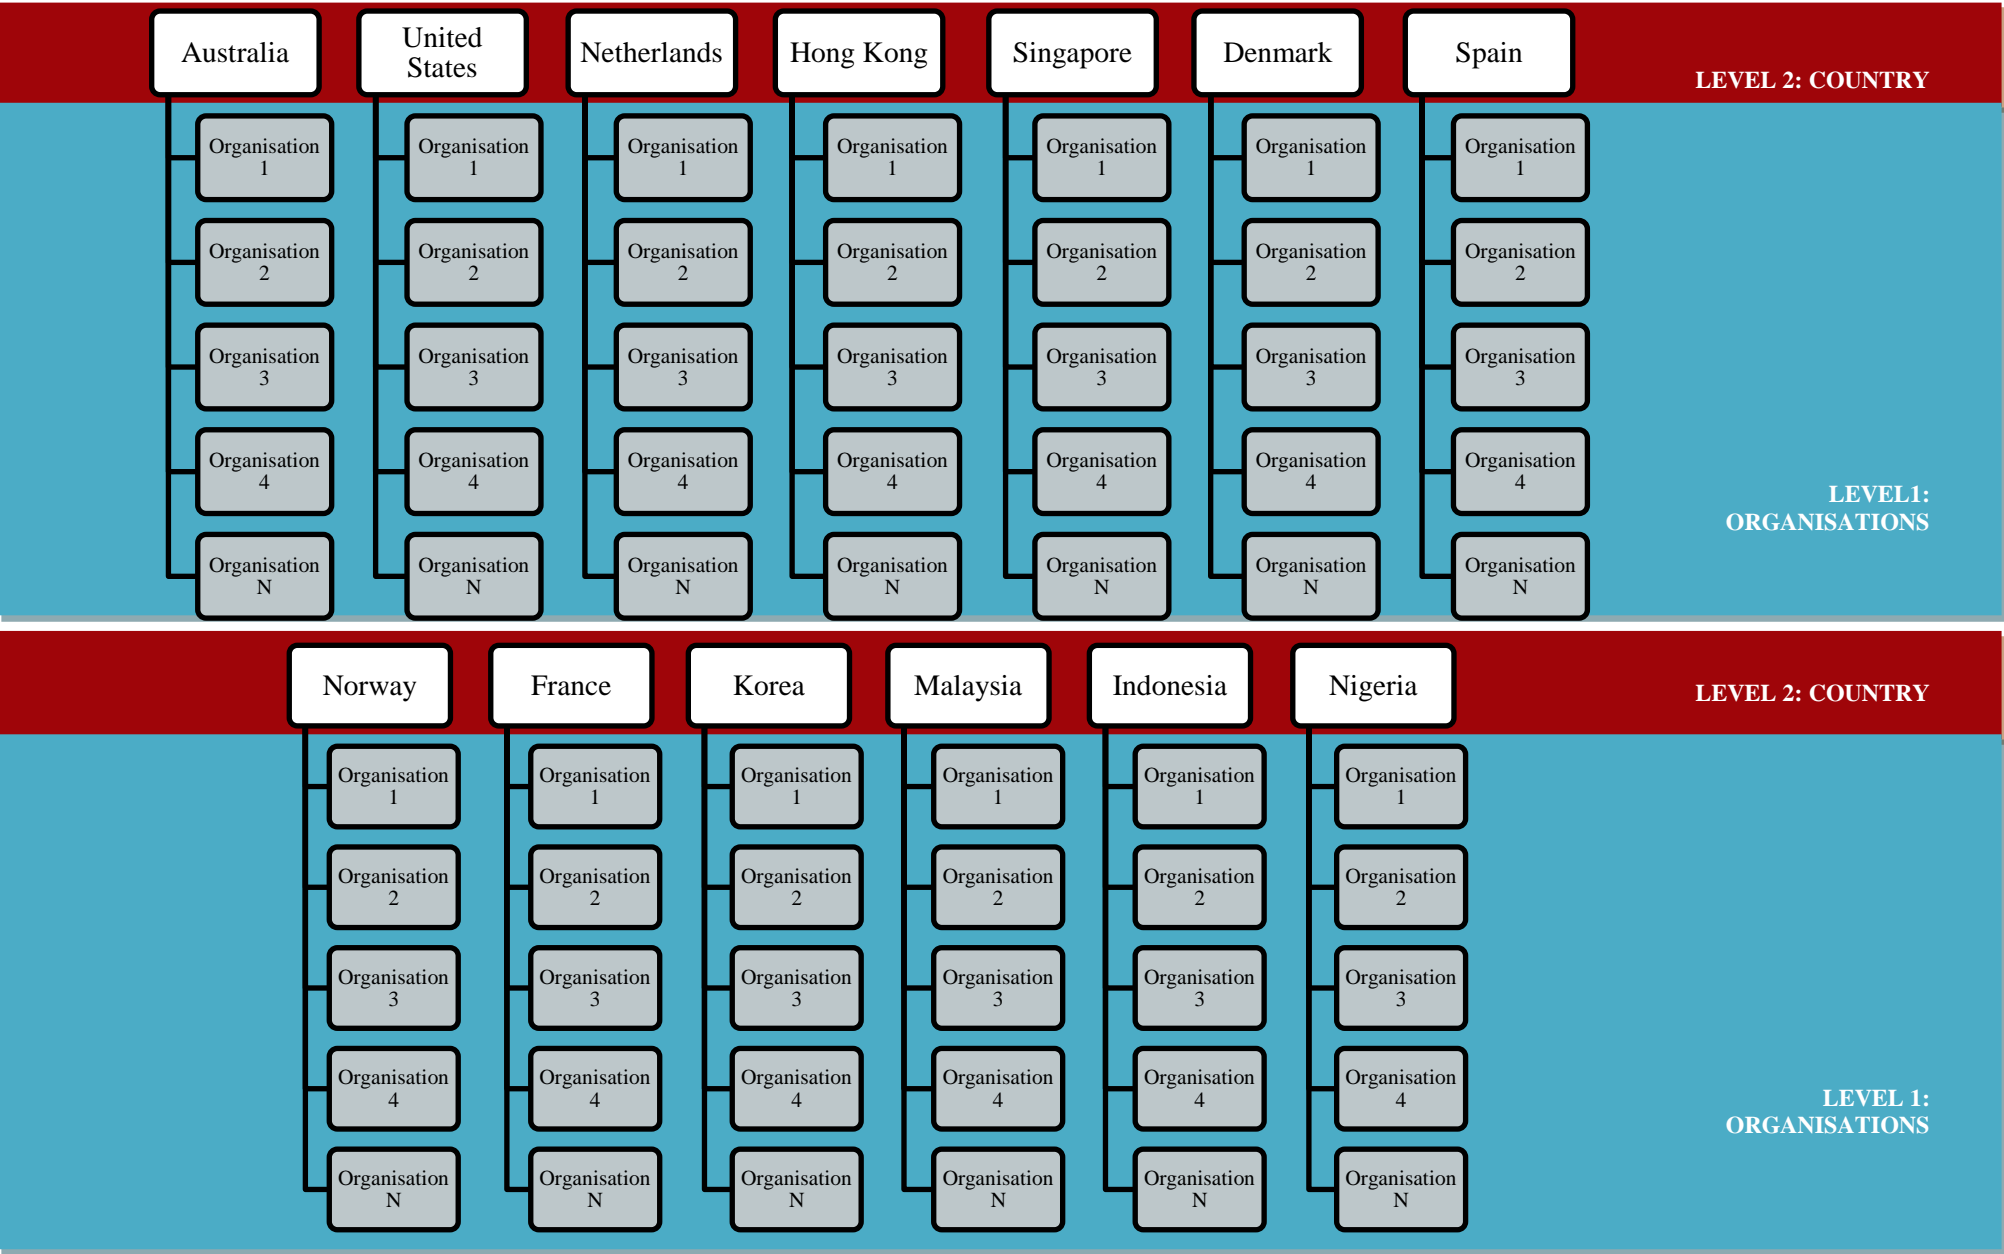 Australia
United
States
Netherlands
Hong Kong
Singapore
Denmark
Spain
LEVEL 2: COUNTRY
Organisation
1
Organisation
1
Organisation
1
Organisation
1
Organisation
1
Organisation
1
Organisation
1
Organisation
2
Organisation
2
Organisation
2
Organisation
2
Organisation
2
Organisation
2
Organisation
2
Organisation
3
Organisation
3
Organisation
3
Organisation
3
Organisation
3
Organisation
3
Organisation
3
Organisation
4
Organisation
4
Organisation
4
Organisation
4
Organisation
4
Organisation
4
Organisation
4
LEVEL1:
ORGANISATIONS
Organisation
N
Organisation
N
Organisation
N
Organisation
N
Organisation
N
Organisation
N
Organisation
N
Norway
France
Korea
Malaysia
Indonesia
Nigeria
LEVEL 2: COUNTRY
Organisation
1
Organisation
1
Organisation
1
Organisation
1
Organisation
1
Organisation
1
Organisation
2
Organisation
2
Organisation
2
Organisation
2
Organisation
2
Organisation
2
Organisation
3
Organisation
3
Organisation
3
Organisation
3
Organisation
3
Organisation
3
Organisation
4
Organisation
4
Organisation
4
Organisation
4
Organisation
4
Organisation
4
LEVEL 1:
ORGANISATIONS
Organisation
N
Organisation
N
Organisation
N
Organisation
N
Organisation
N
Organisation
N